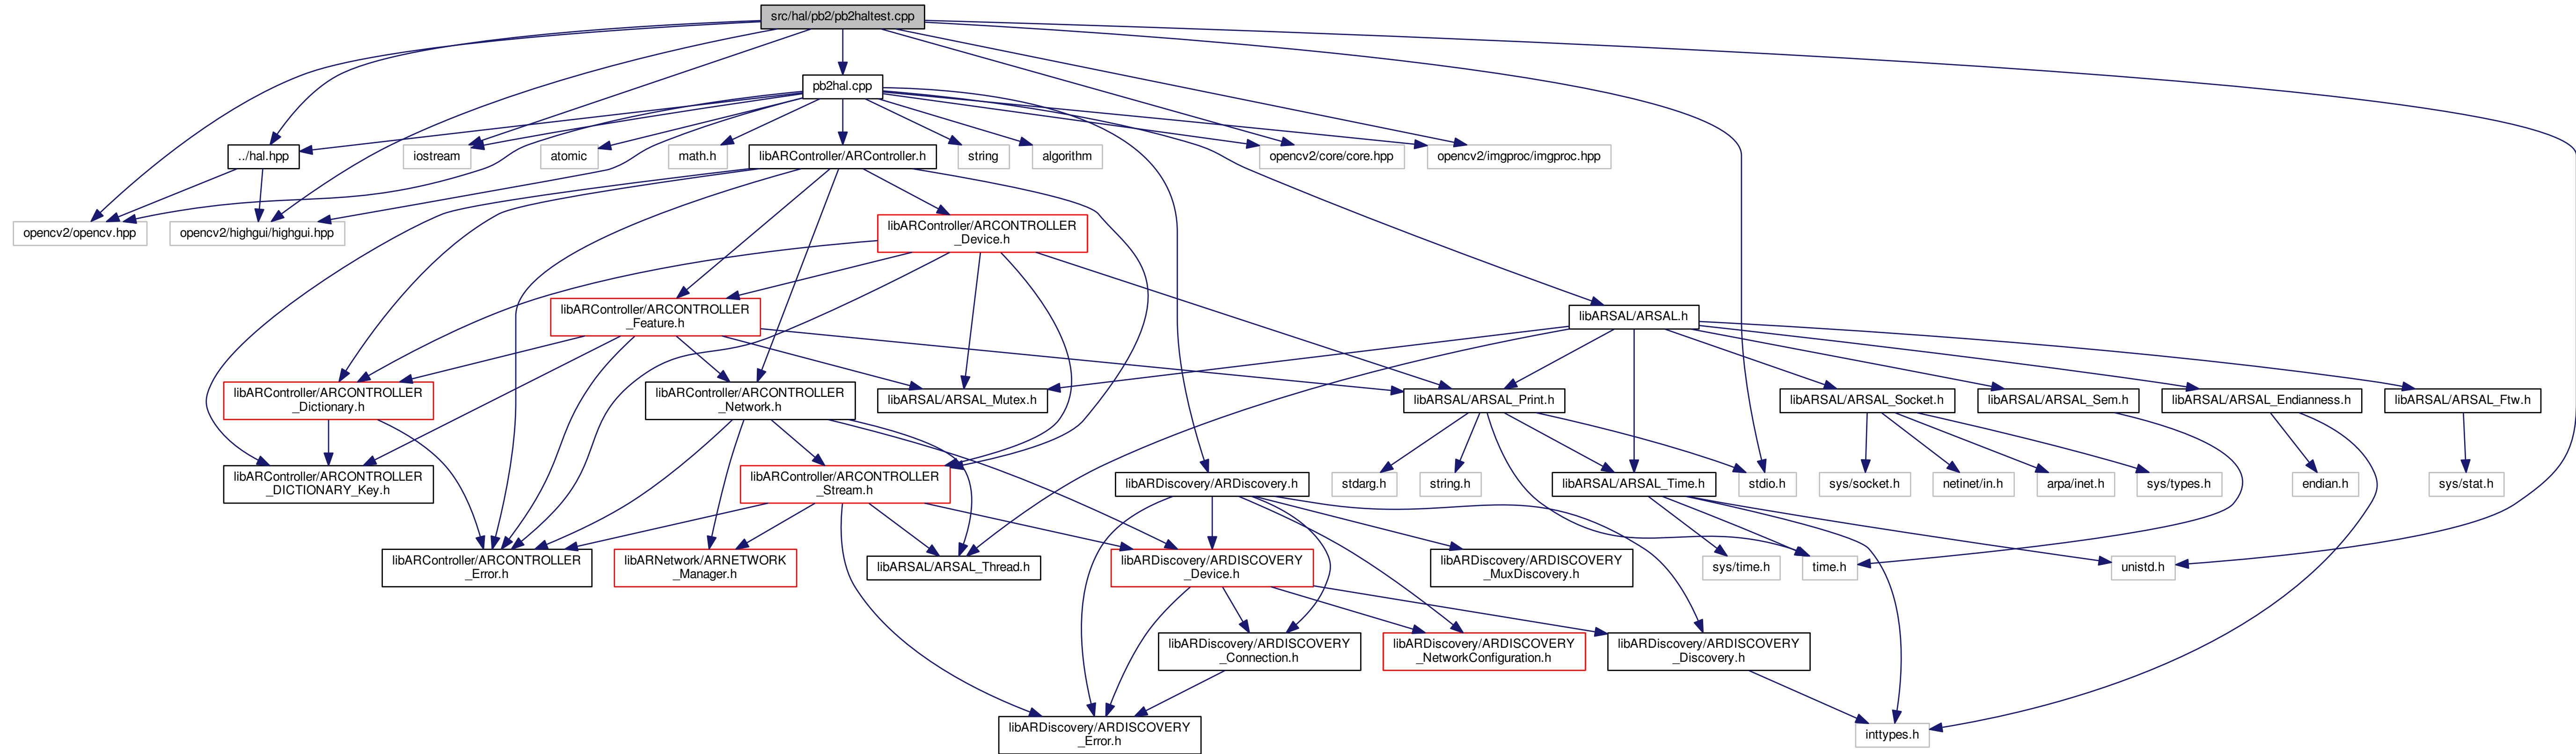 src/hal/pb2/pb2haltest.cpp
pb2hal.cpp
../hal.hpp
iostream
atomic
math.h
libARController/ARController.h
string
algorithm
opencv2/core/core.hpp
opencv2/imgproc/imgproc.hpp
opencv2/opencv.hpp
opencv2/highgui/highgui.hpp
libARController/ARCONTROLLER
_Device.h
libARController/ARCONTROLLER
_Feature.h
libARSAL/ARSAL.h
libARController/ARCONTROLLER
_Dictionary.h
libARController/ARCONTROLLER
_Network.h
libARSAL/ARSAL_Mutex.h
libARSAL/ARSAL_Print.h
libARSAL/ARSAL_Socket.h
libARSAL/ARSAL_Sem.h
libARSAL/ARSAL_Endianness.h
libARSAL/ARSAL_Ftw.h
libARController/ARCONTROLLER
_DICTIONARY_Key.h
libARController/ARCONTROLLER
_Stream.h
libARDiscovery/ARDiscovery.h
stdarg.h
string.h
libARSAL/ARSAL_Time.h
stdio.h
sys/socket.h
netinet/in.h
arpa/inet.h
sys/types.h
endian.h
sys/stat.h
libARController/ARCONTROLLER
_Error.h
libARNetwork/ARNETWORK
_Manager.h
libARSAL/ARSAL_Thread.h
libARDiscovery/ARDISCOVERY
_Device.h
libARDiscovery/ARDISCOVERY
_MuxDiscovery.h
sys/time.h
time.h
unistd.h
libARDiscovery/ARDISCOVERY
_Connection.h
libARDiscovery/ARDISCOVERY
_NetworkConfiguration.h
libARDiscovery/ARDISCOVERY
_Discovery.h
libARDiscovery/ARDISCOVERY
_Error.h
inttypes.h